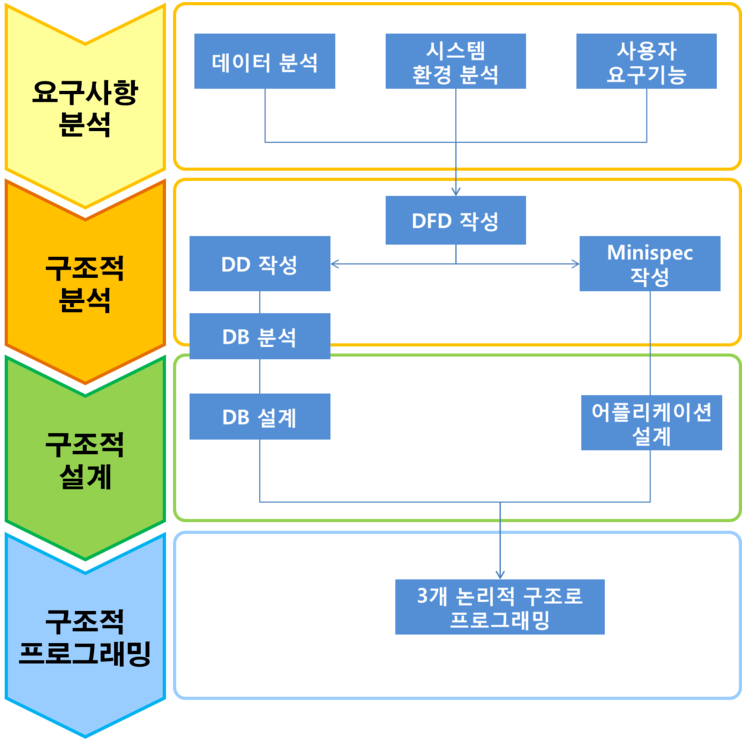 요구사항
분석
데이터 분석
시스템
환경 분석
사용자
요구기능
구조적
분석
DFD 작성
DD 작성
Minispec
작성
DB 분석
구조적
설계
DB 설계
어플리케이션
설계
구조적
프로그래밍
3개 논리적 구조로
프로그래밍